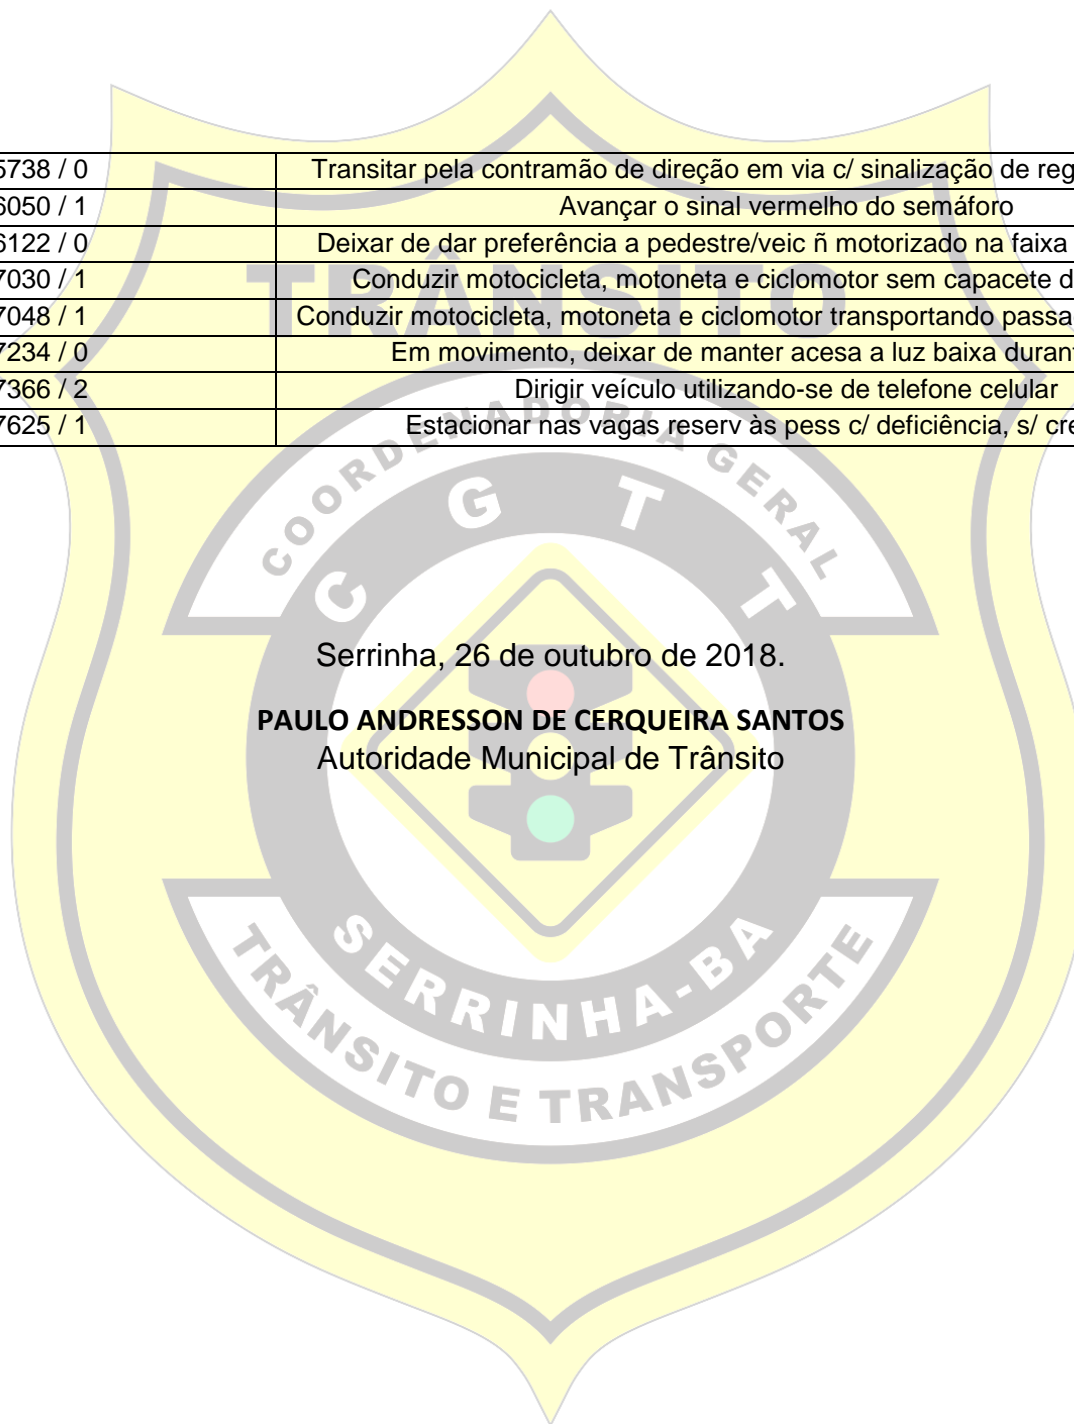 5738 / 0 Transitar pela contramão de direção em via c/ sinalização de reg
6050 / 1 Avançar o sinal vermelho do semáforo
6122 / 0 Deixar de dar preferência a pedestre/veic ñ motorizado na faixa
7030 / 1 Conduzir motocicleta, motoneta e ciclomotor sem capacete d
7048 / 1 Conduzir motocicleta, motoneta e ciclomotor transportando passa
7234 / 0 Em movimento, deixar de manter acesa a luz baixa duran
7366 / 2 Dirigir veículo utilizando-se de telefone celular
7625 / 1 Estacionar nas vagas reserv às pess c/ deficiência, s/ cre
TRÂNSITO
COORDENADORIA GERAL
CGTT
Serrinha, 26 de outubro de 2018.
PAULO ANDRESSON DE CERQUEIRA SANTOS
Autoridade Municipal de Trânsito
SERRINHA-BA
TRÂNSITO E TRANSPORTE